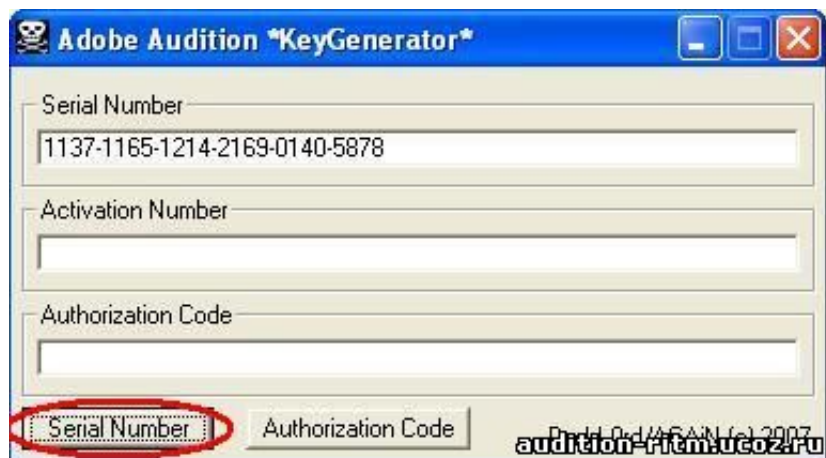 Adobe Audition *KeyGenerator*
Serial Number
1137-1165-1214-2169-0140-5878
Activation Number
Authorization Code
Serial Number
Authorization Code
(c) 2007
audition-ritm.ucoz.ru